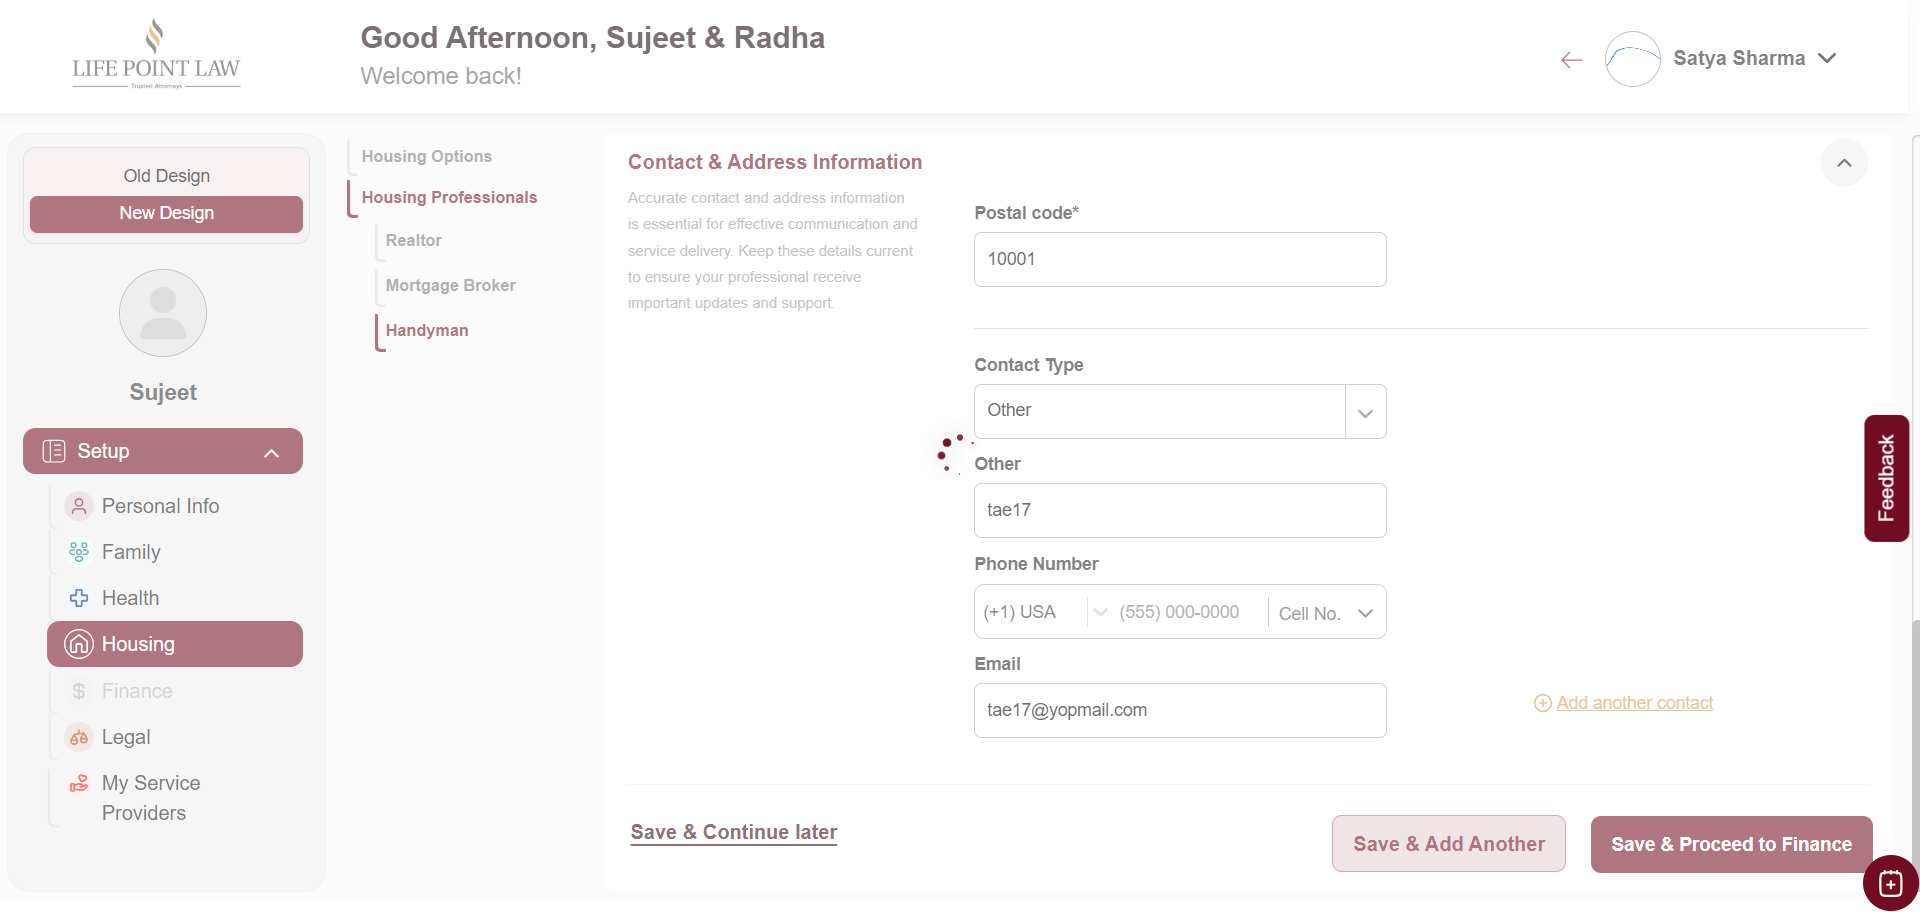 LIFE POINT LAW
Trusted Attorneys
Good Afternoon, Sujeet & Radha
Welcome back!
Satya Sharma
Old Design
New Design
Sujeet
Setup
Personal Info
Family
Health
Housing
Finance
Legal
My Service
Providers
Housing Options
Housing Professionals
Realtor
Mortgage Broker
Handyman
Contact & Address Information
Accurate contact and address information
is essential for effective communication and
service delivery. Keep these details current
to ensure your professional receive
important updates and support.
Postal code*
10001
Contact Type
Other
Other
tae17
Phone Number
(+1) USA
(555) 000-0000
Cell No.
Email
tae17@yopmail.com
Add another contact
Save & Continue later
Save & Add Another
Save & Proceed to Finance
Feedback